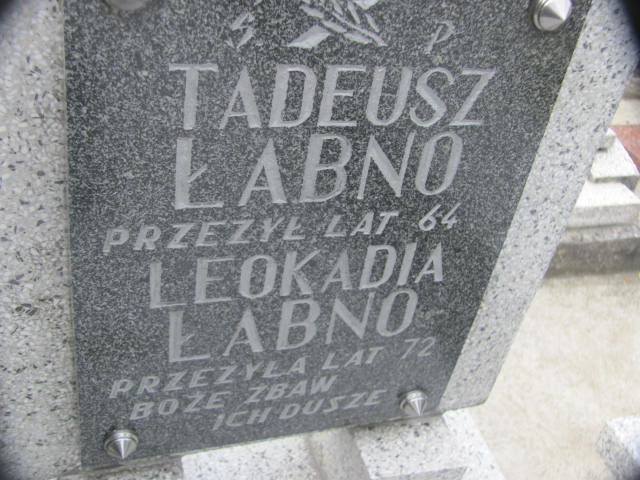 Ś P
TADEUSZ
ŁABNO
PRZEŻYŁ LAT 64
LEOKADIA
ŁABNO
PRZEŻYŁA LAT 72
BOŻE ZBAW
ICH DUSZE